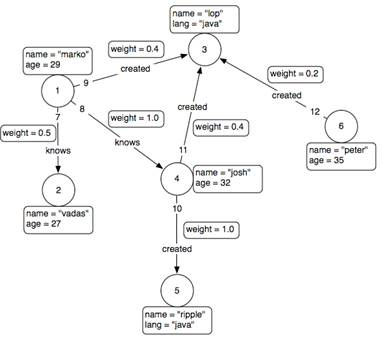 name = "lop"
lang = "java"
weight = 0.4
3
name = "marko"
age = 29
9
created
weight = 0.2
1
8
7
created
created
weight = 1.0
12
weight = 0.5
knows
weight = 0.4
6
knows
11
name = "peter"
age = 35
2
4
name = "josh"
age = 32
name = "vadas"
age = 27
10
weight = 1.0
created
5
name = "ripple"
lang = "java"